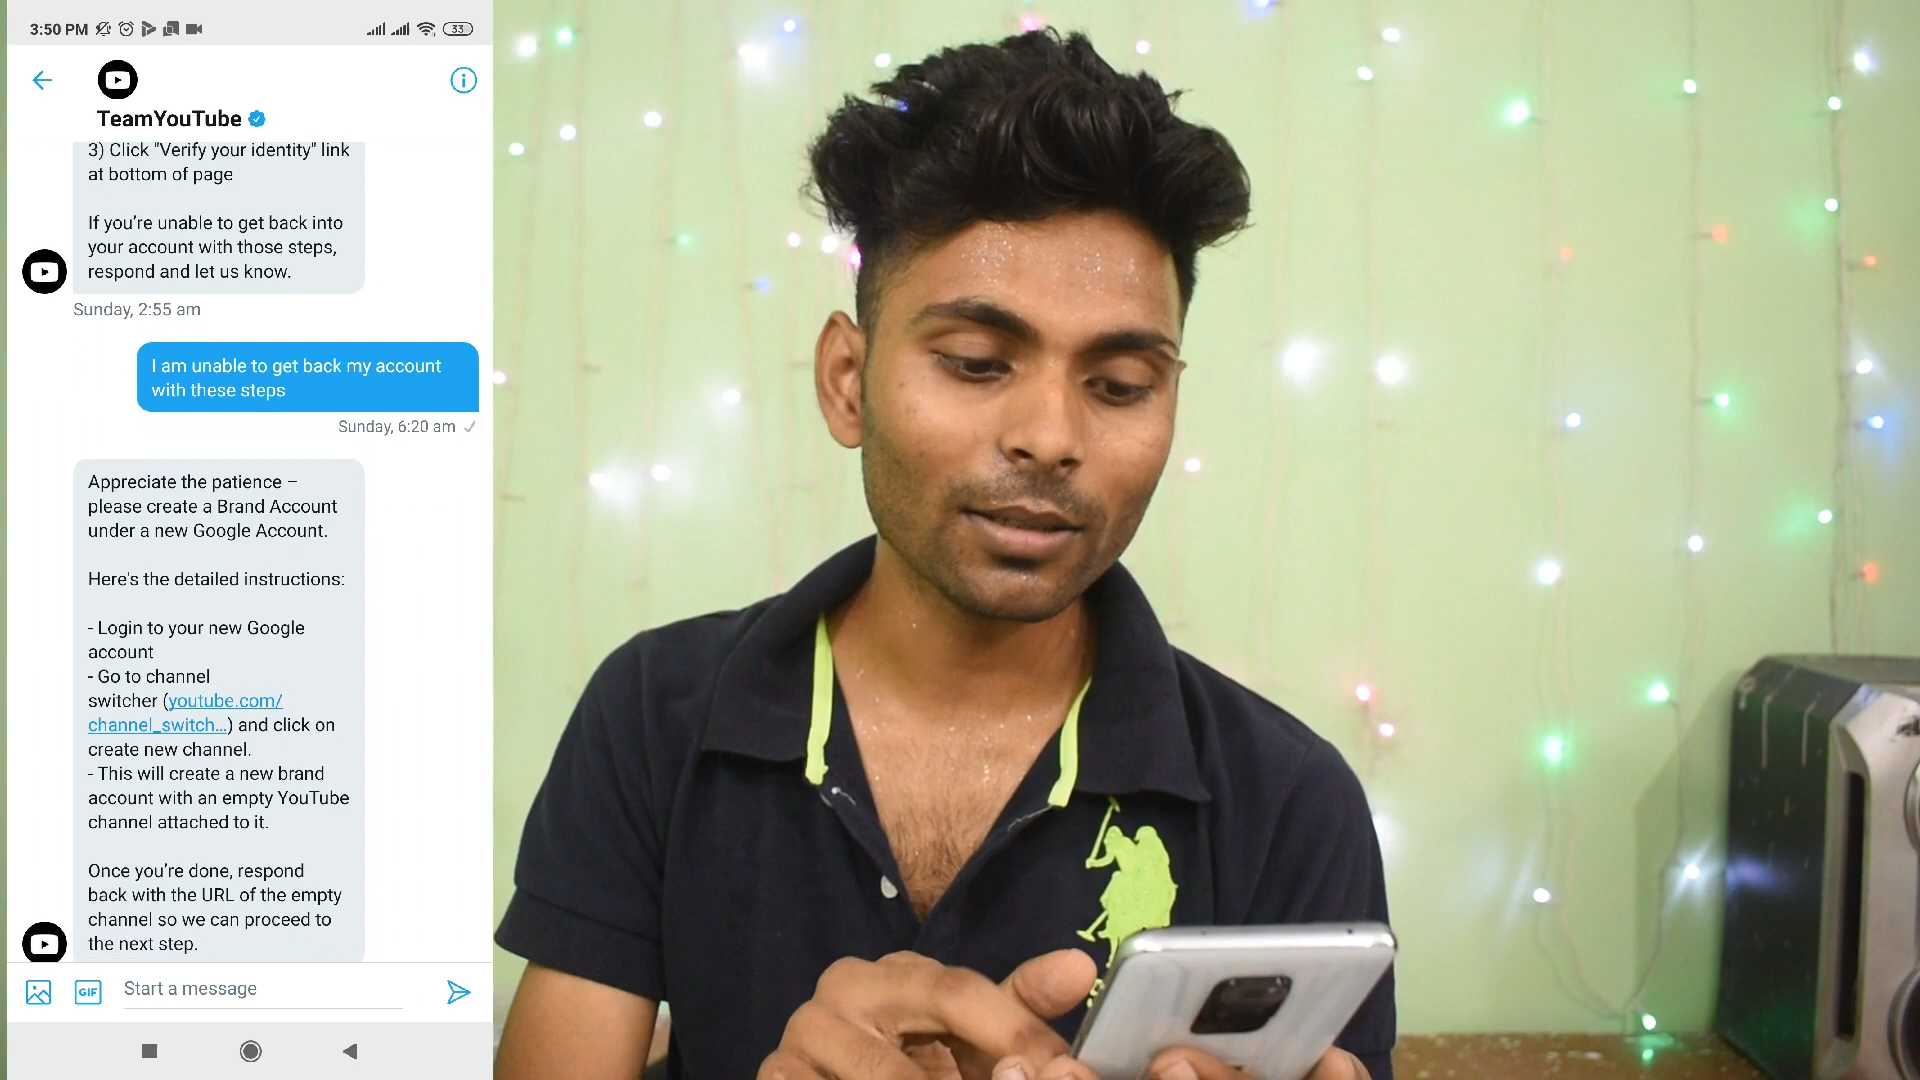 3:50 PM
33
TeamYouTube
3) Click "Verify your identity" link
at bottom of page
If you’re unable to get back into
your account with those steps,
respond and let us know.
Sunday, 2:55 am
I am unable to get back my account
with these steps
Sunday, 6:20 am
Appreciate the patience –
please create a Brand Account
under a new Google Account.
Here's the detailed instructions:
- Login to your new Google
account
- Go to channel
switcher (youtube.com/
channel_switch...) and click on
create new channel.
- This will create a new brand
account with an empty YouTube
channel attached to it.
Once you’re done, respond
back with the URL of the empty
channel so we can proceed to
the next step.
GIF
Start a message